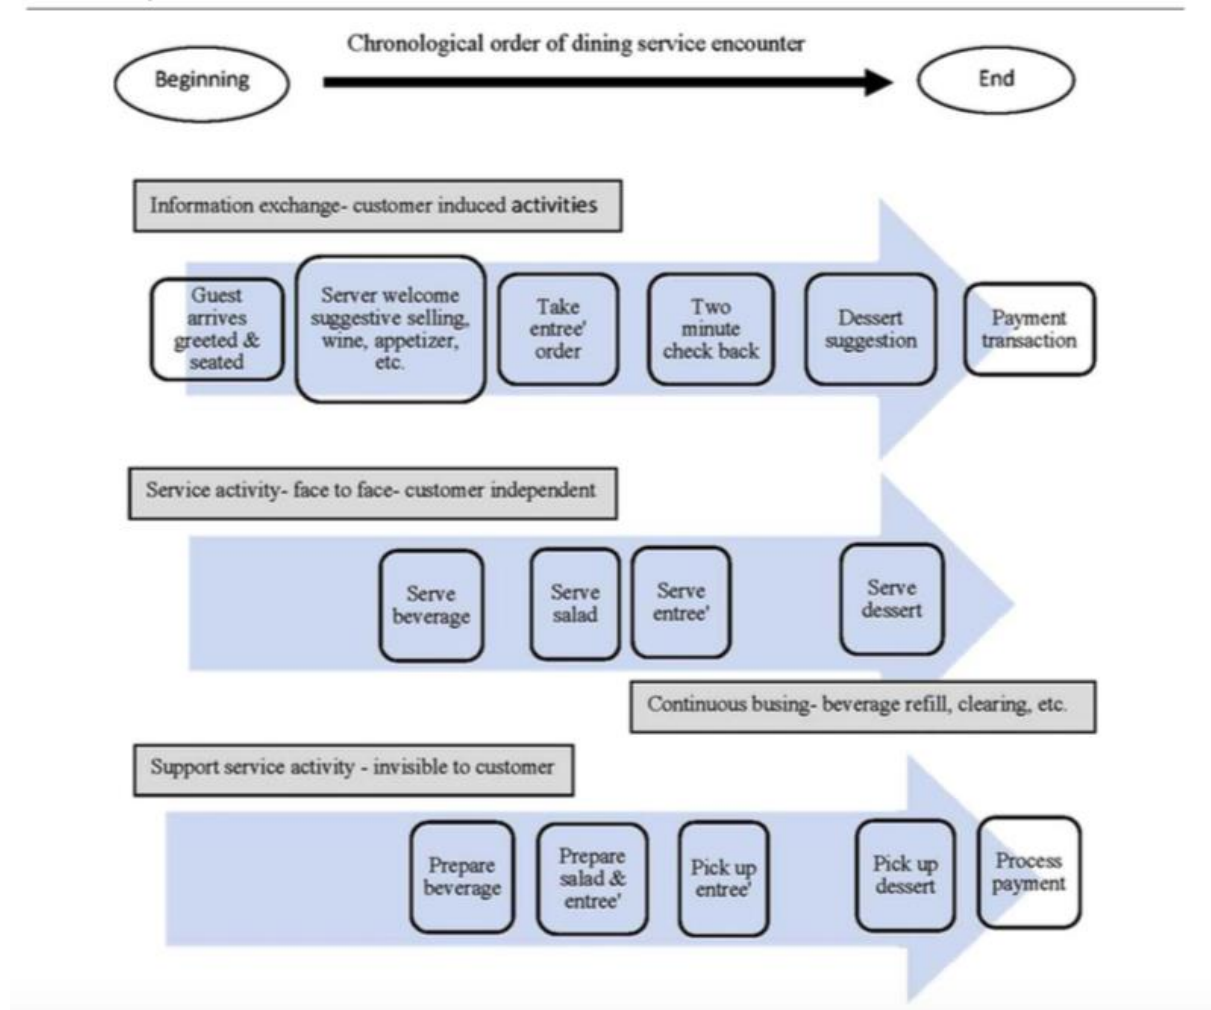 Chronological order of dining service encounter
Beginning
End
Information exchange- customer induced activities
Guest
arrives
greeted &
seated
Server welcome
suggestive selling,
wine, appetizer,
etc.
Take
entree'
order
Two
minute
check back
Dessert
suggestion
Payment
transaction
Service activity- face to face- customer independent
Serve
beverage
Serve
salad
Serve
entree'
Serve
dessert
Continuous busing- beverage refill, clearing, etc.
Support service activity - invisible to customer
Prepare
beverage
Prepare
salad &
entree'
Pick up
entree'
Pick up
dessert
Process
payment